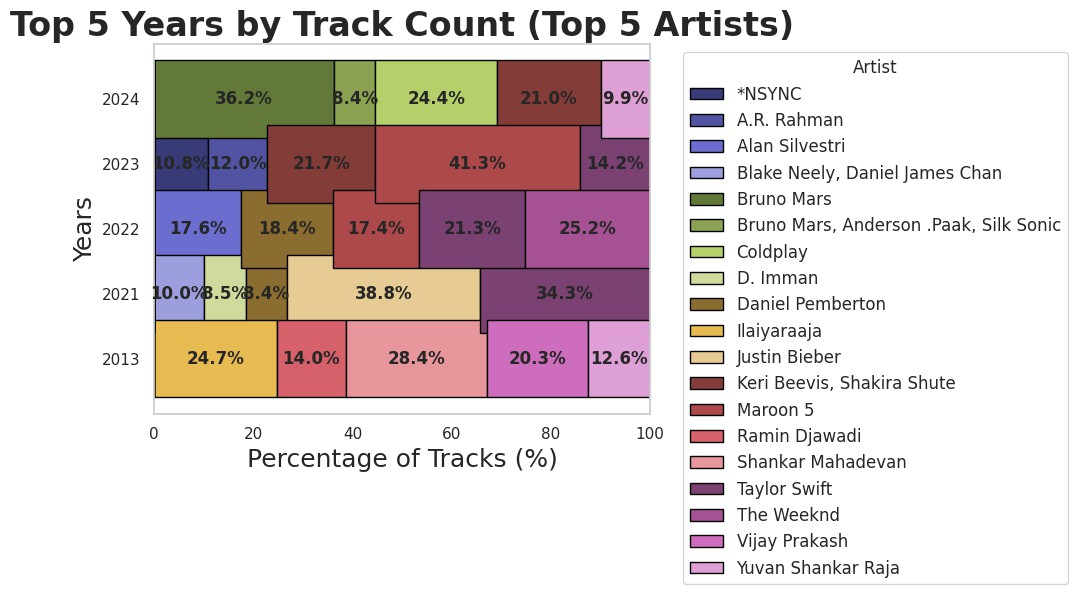 Top 5 Years by Track Count (Top 5 Artists)
2024
36.2%
8.4%
24.4%
21.0%
9.9%
2023
10.8%
12.0%
21.7%
41.3%
14.2%
2022
17.6%
18.4%
17.4%
21.3%
25.2%
2021
10.0%
8.5%
8.4%
38.8%
34.3%
2013
24.7%
14.0%
28.4%
20.3%
12.6%
0 20 40 60 80 100
Percentage of Tracks (%)
Years
Artist
*NSYNC
A.R. Rahman
Alan Silvestri
Blake Neely, Daniel James Chan
Bruno Mars
Bruno Mars, Anderson .Paak, Silk Sonic
Coldplay
D. Imman
Daniel Pemberton
Ilaiyaraaja
Justin Bieber
Keri Beevis, Shakira Shute
Maroon 5
Ramin Djawadi
Shankar Mahadevan
Taylor Swift
The Weeknd
Vijay Prakash
Yuvan Shankar Raja